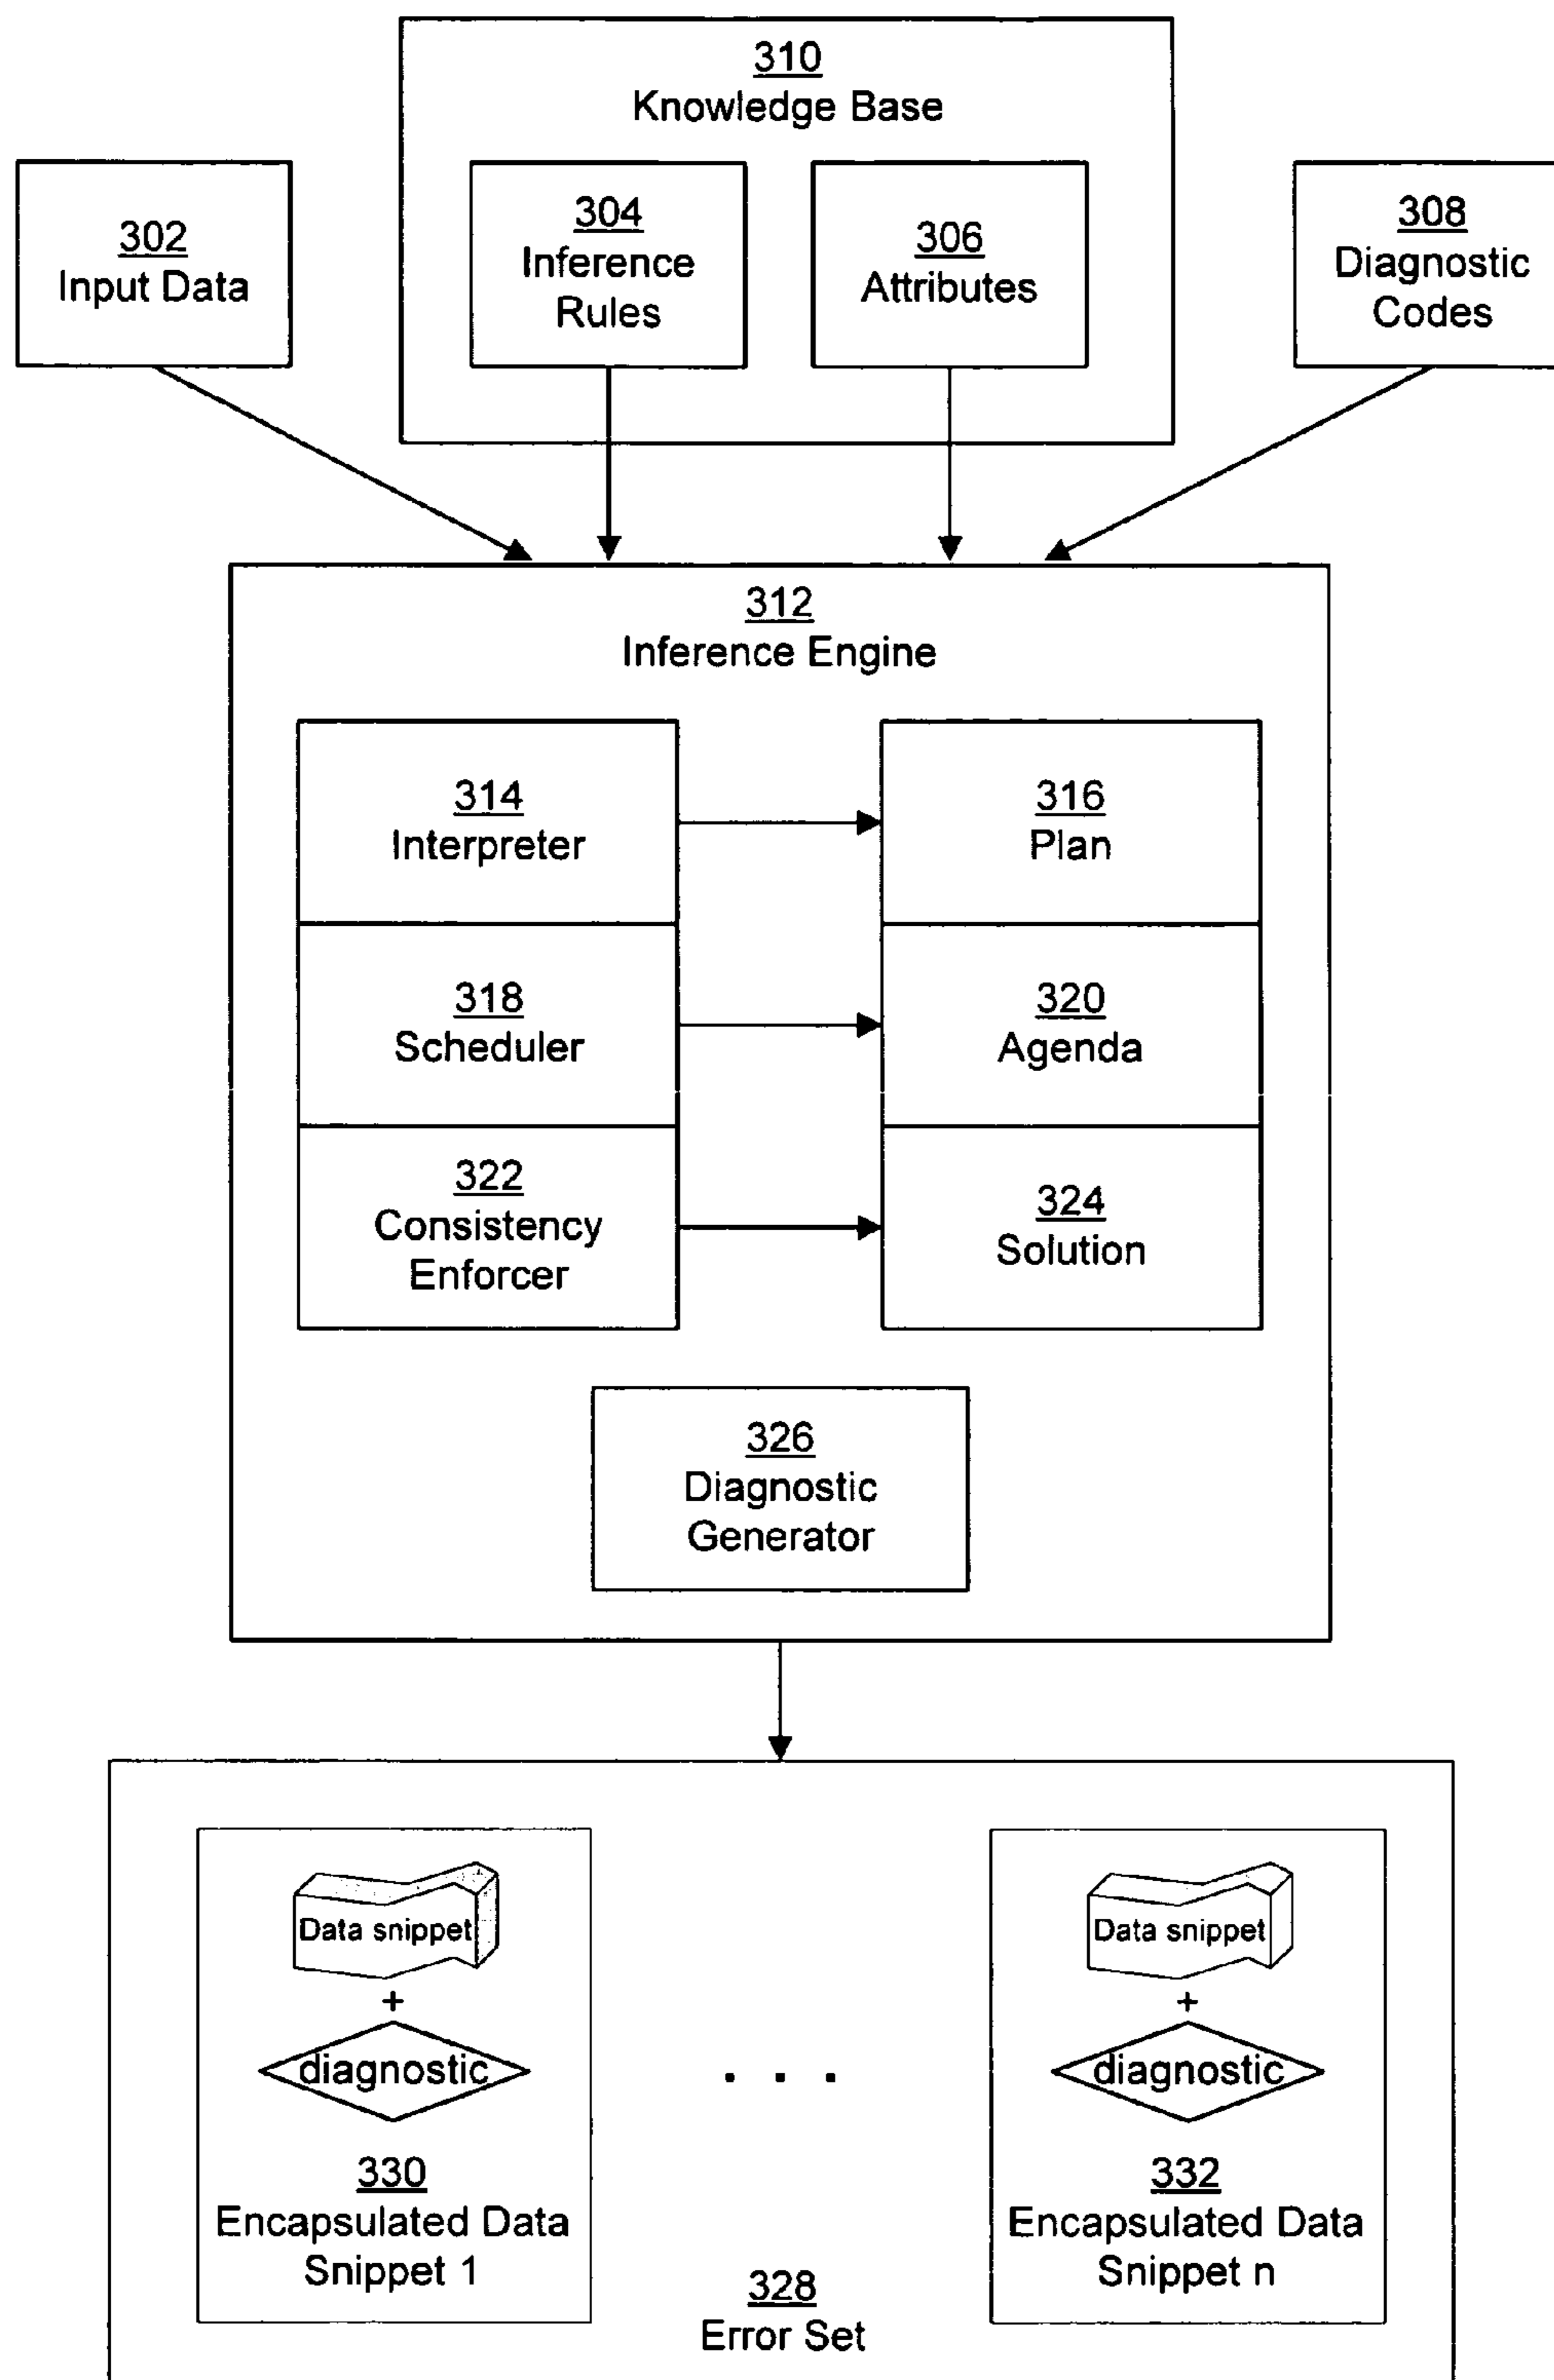 310
Knowledge Base
302
Input Data
304
Inference
Rules
306
Attributes
308
Diagnostic
Codes
312
Inference Engine
314
Interpreter
316
Plan
318
Scheduler
320
Agenda
322
Consistency
Enforcer
324
Solution
326
Diagnostic
Generator
Data snippet
+
diagnostic
330
Encapsulated Data
Snippet 1
. . .
Data snippet
+
diagnostic
332
Encapsulated Data
Snippet n
328
Error Set